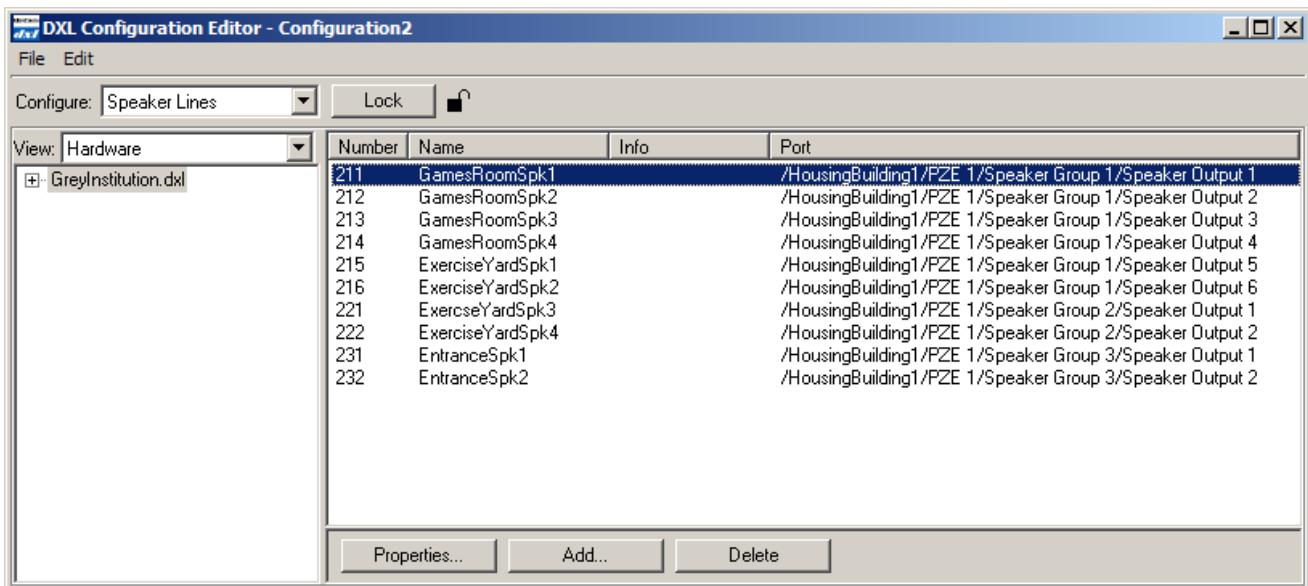 DXL Configuration Editor - Configuration2
File Edit
Configure: Speaker Lines Lock
View: Hardware
GreyInstitution.dxl
Number Name Info Port
211 GamesRoomSpk1 /HousingBuilding1/PZE 1/Speaker Group 1/Speaker Output 1
212 GamesRoomSpk2 /HousingBuilding1/PZE 1/Speaker Group 1/Speaker Output 2
213 GamesRoomSpk3 /HousingBuilding1/PZE 1/Speaker Group 1/Speaker Output 3
214 GamesRoomSpk4 /HousingBuilding1/PZE 1/Speaker Group 1/Speaker Output 4
215 ExerciseYardSpk1 /HousingBuilding1/PZE 1/Speaker Group 1/Speaker Output 5
216 ExerciseYardSpk2 /HousingBuilding1/PZE 1/Speaker Group 1/Speaker Output 6
221 ExercseYardSpk3 /HousingBuilding1/PZE 1/Speaker Group 2/Speaker Output 1
222 ExerciseYardSpk4 /HousingBuilding1/PZE 1/Speaker Group 2/Speaker Output 2
231 EntranceSpk1 /HousingBuilding1/PZE 1/Speaker Group 3/Speaker Output 1
232 EntranceSpk2 /HousingBuilding1/PZE 1/Speaker Group 3/Speaker Output 2
Properties... Add... Delete